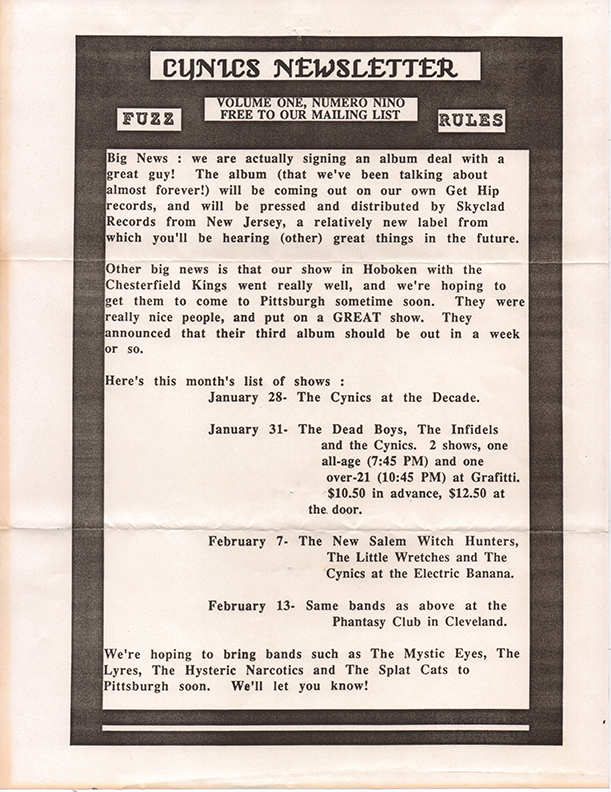 CYNICS NEWSLETTER
VOLUME ONE, NUMERO NINO
FREE TO OUR MAILING LIST
FUZZ
RULES
Big News : we are actually signing an album deal with a
great guy! The album (that we've been talking about
almost forever!) will be coming out on our own Get Hip
records, and will be pressed and distributed by Skyclad
Records from New Jersey, a relatively new label from
which you'll be hearing (other) great things in the future.
Other big news is that our show in Hoboken with the
Chesterfield Kings went really well, and we're hoping to
get them to come to Pittsburgh sometime soon. They were
really nice people, and put on a GREAT show. They
announced that their third album should be out in a week
or so.
Here's this month's list of shows :
January 28- The Cynics at the Decade.
January 31- The Dead Boys, The Infidels
and the Cynics. 2 shows, one
all-age (7:45 PM) and one
over-21 (10:45 PM) at Grafitti.
$10.50 in advance, $12.50 at
the door.
February 7- The New Salem Witch Hunters,
The Little Wretches and The
Cynics at the Electric Banana.
February 13- Same bands as above at the
Phantasy Club in Cleveland.
We're hoping to bring bands such as The Mystic Eyes, The
Lyres, The Hysteric Narcotics and The Splat Cats to
Pittsburgh soon. We'll let you know!